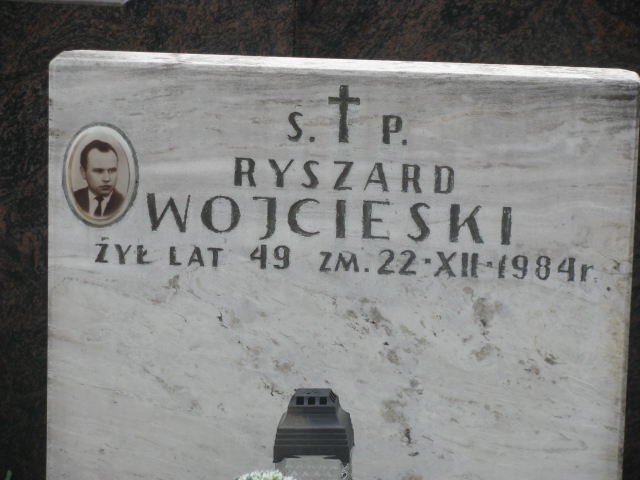 S. P.
RYSZARD
WOJCIESKI
ŻYŁ LAT 49 ZM. 22·XII·1984r.